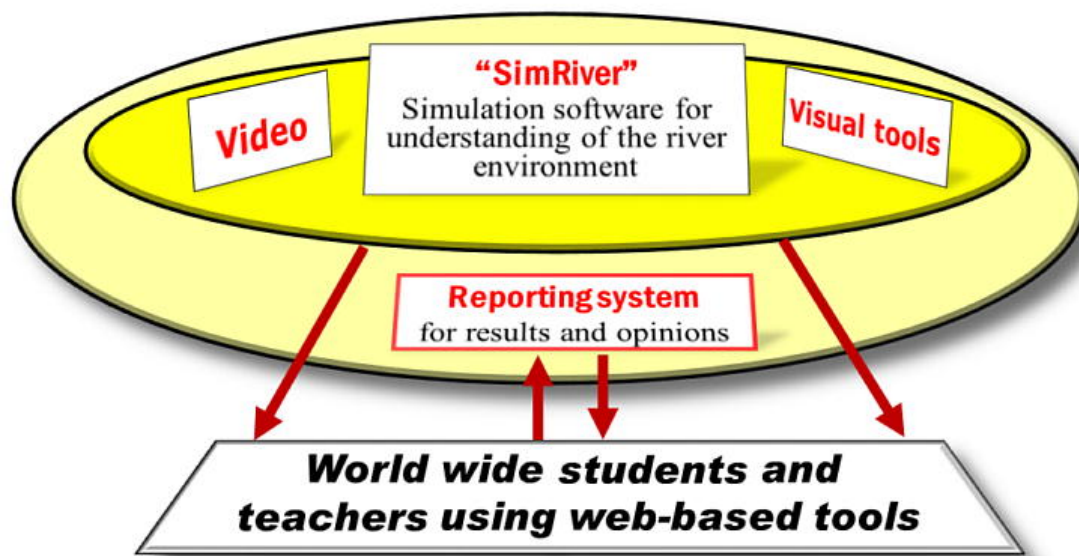 “SimRiver”
Simulation software for
understanding of the river
environment
Video
Visual tools
Reporting system
for results and opinions
World wide students and
teachers using web-based tools